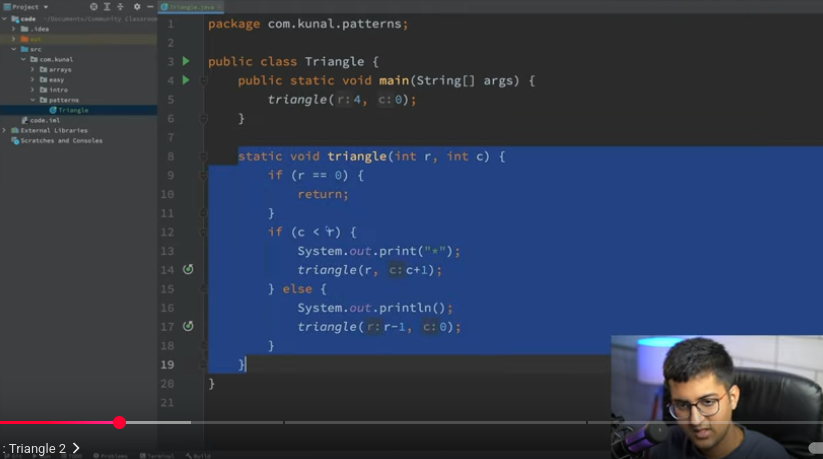 Project
Triangle.java
code ~/Documents/Community Classroom
.idea
out
src
com.kunal
arrays
easy
intro
patterns
Triangle
code.iml
External Libraries
Scratches and Consoles
1 package com.kunal.patterns;
2
3 public class Triangle {
4 public static void main(String[] args) {
5 triangle( r: 4, c: 0);
6 }
7
8 static void triangle(int r, int c) {
9 if (r == 0) {
10 return;
11 }
12 if (c < r) {
13 System.out.print("*");
14 triangle(r, c: c+1);
15 } else {
16 System.out.println();
17 triangle( r: r-1, c: 0);
18 }
19 }
20 }
21
: Triangle 2
Problems
Terminal
Build